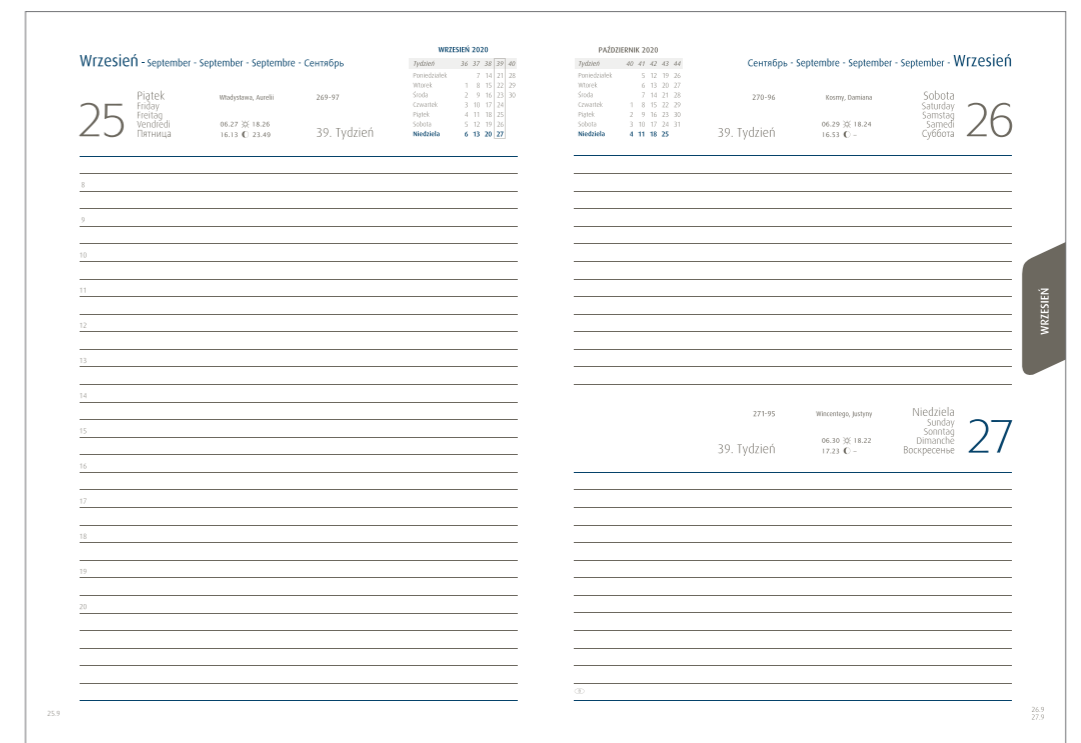 Wrzesień - September - September - Septembre - Сентябрь
WRZESIEŃ 2020
Tydzień 36 37 38 39 40
Poniedziałek 7 14 21 28
Wtorek 1 8 15 22 29
Środa 2 9 16 23 30
Czwartek 3 10 17 24
Piątek 4 11 18 25
Sobota 5 12 19 26
Niedziela 6 13 20 27
25
Piątek
Friday
Freitag
Vendredi
Пятница
Władysława, Aurelii
269-97
06.27 18.26
16.13 23.49
39. Tydzień
8
9
10
11
12
13
14
15
16
17
18
19
20
25.9
PAŹDZIERNIK 2020
Tydzień 40 41 42 43 44
Poniedziałek 5 12 19 26
Wtorek 6 13 20 27
Środa 7 14 21 28
Czwartek 1 8 15 22 29
Piątek 2 9 16 23 30
Sobota 3 10 17 24 31
Niedziela 4 11 18 25
Сентябрь - Septembre - September - September - Wrzesień
270-96
Kosmy, Damiana
39. Tydzień
06.29 18.24
16.53 –
Sobota
Saturday
Samstag
Samedi
Суббота
26
WRZESIEŃ
271-95
Wincentego, Justyny
39. Tydzień
06.30 18.22
17.23 –
Niedziela
Sunday
Sonntag
Dimanche
Воскресенье
27
26.9
27.9